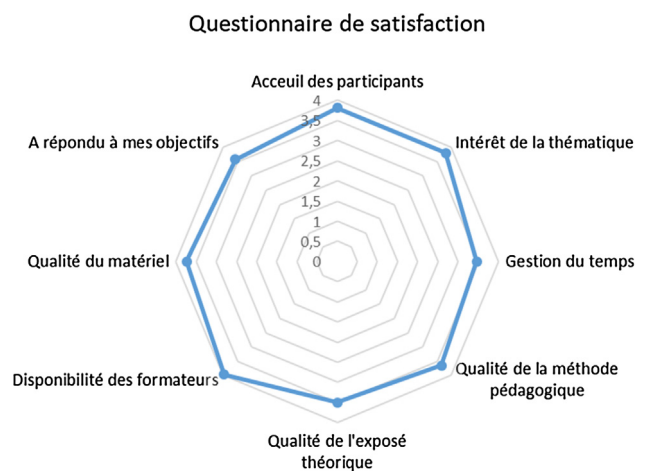 Questionnaire de satisfaction
Acceuil des participants
4
3,5
3
2,5
2
1,5
1
0,5
0
Intérêt de la thématique
Gestion du temps
Qualité de la méthode
pédagogique
Qualité de l'exposé
théorique
Disponibilité des formateurs
Qualité du matériel
A répondu à mes objectifs